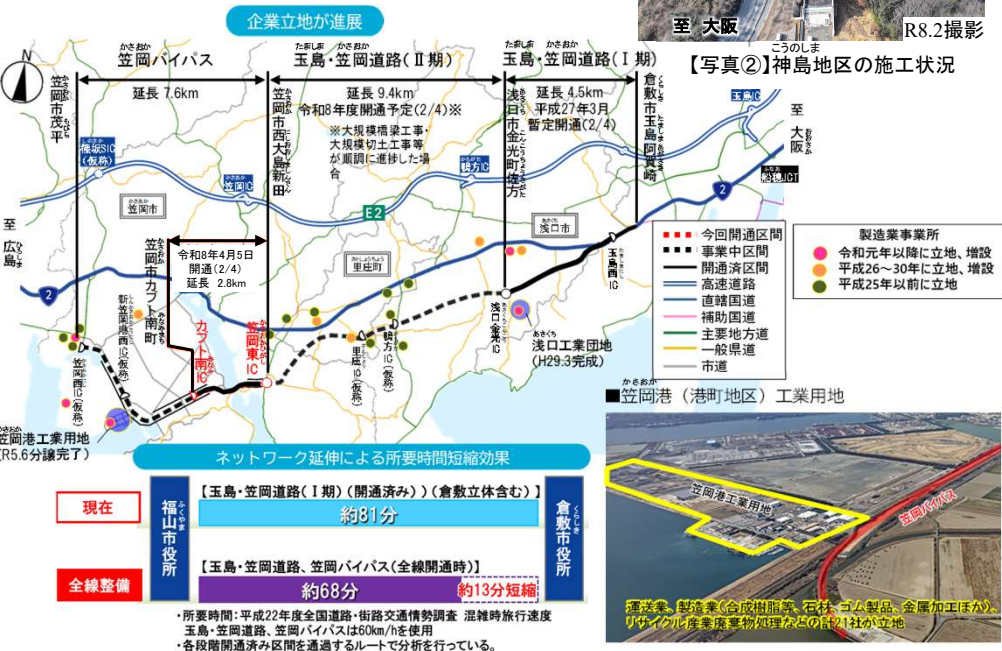 企業立地が進展
至 大阪
R8.2撮影
こうのしま
【写真②】神島地区の施工状況
N
かさおか
笠岡バイパス
たましま かさおか
玉島・笠岡道路(Ⅱ期)
たましま かさおか
玉島・笠岡道路(Ⅰ期)
延長 7.6km
延長 9.4km
令和8年度開通予定(2/4)※
※大規模橋梁工事・
大規模切土工事等
が順調に進捗した場
合
延長 4.5km
平成27年3月
暫定開通(2/4)
笠岡市茂平
笠岡市西大島新田
浅口市金光町佐方
倉敷市玉島阿賀崎
玉島IC
至 大阪
船穂JCT
篠坂SIC
(仮称)
笠岡IC
鴨方IC
E2
2
笠岡市
浅口市
里庄町
至 広島
2
令和8年4月5日
開通(2/4)
延長 2.8km
笠岡市カブト南町
新笠岡港西IC(仮称)
カブト南IC
笠岡東IC
里庄IC(仮称)
鴨方IC(仮称)
浅口金光IC
玉島西IC
笠岡西IC(仮称)
あさくち
浅口工業団地
(H29.3完成)
笠岡港工業用地
(R5.6分譲完了)
今回開通区間
事業中区間
開通済区間
高速道路
直轄国道
補助国道
主要地方道
一般県道
市道
製造業事業所
令和元年以降に立地、増設
平成26～30年に立地、増設
平成25年以前に立地
かさおか
■笠岡港(港町地区)工業用地
笠岡港工業用地
笠岡バイパス
運送業、製造業(合成樹脂等、石材、ゴム製品、金属加工ほか)、
リサイクル産業廃棄物処理などの計21社が立地
ネットワーク延伸による所要時間短縮効果
現在
ふくやま
福山市役所
【玉島・笠岡道路(Ⅰ期)(開通済み))(倉敷立体含む)】
約81分
くらしき
倉敷市役所
全線整備
【玉島・笠岡道路、笠岡バイパス(全線開通時)】
約68分
約13分短縮
・所要時間：平成22年度全国道路・街路交通情勢調査 混雑時旅行速度
玉島・笠岡道路、笠岡バイパスは60km/hを使用
・各段階開通済み区間を通過するルートで分析を行っている。